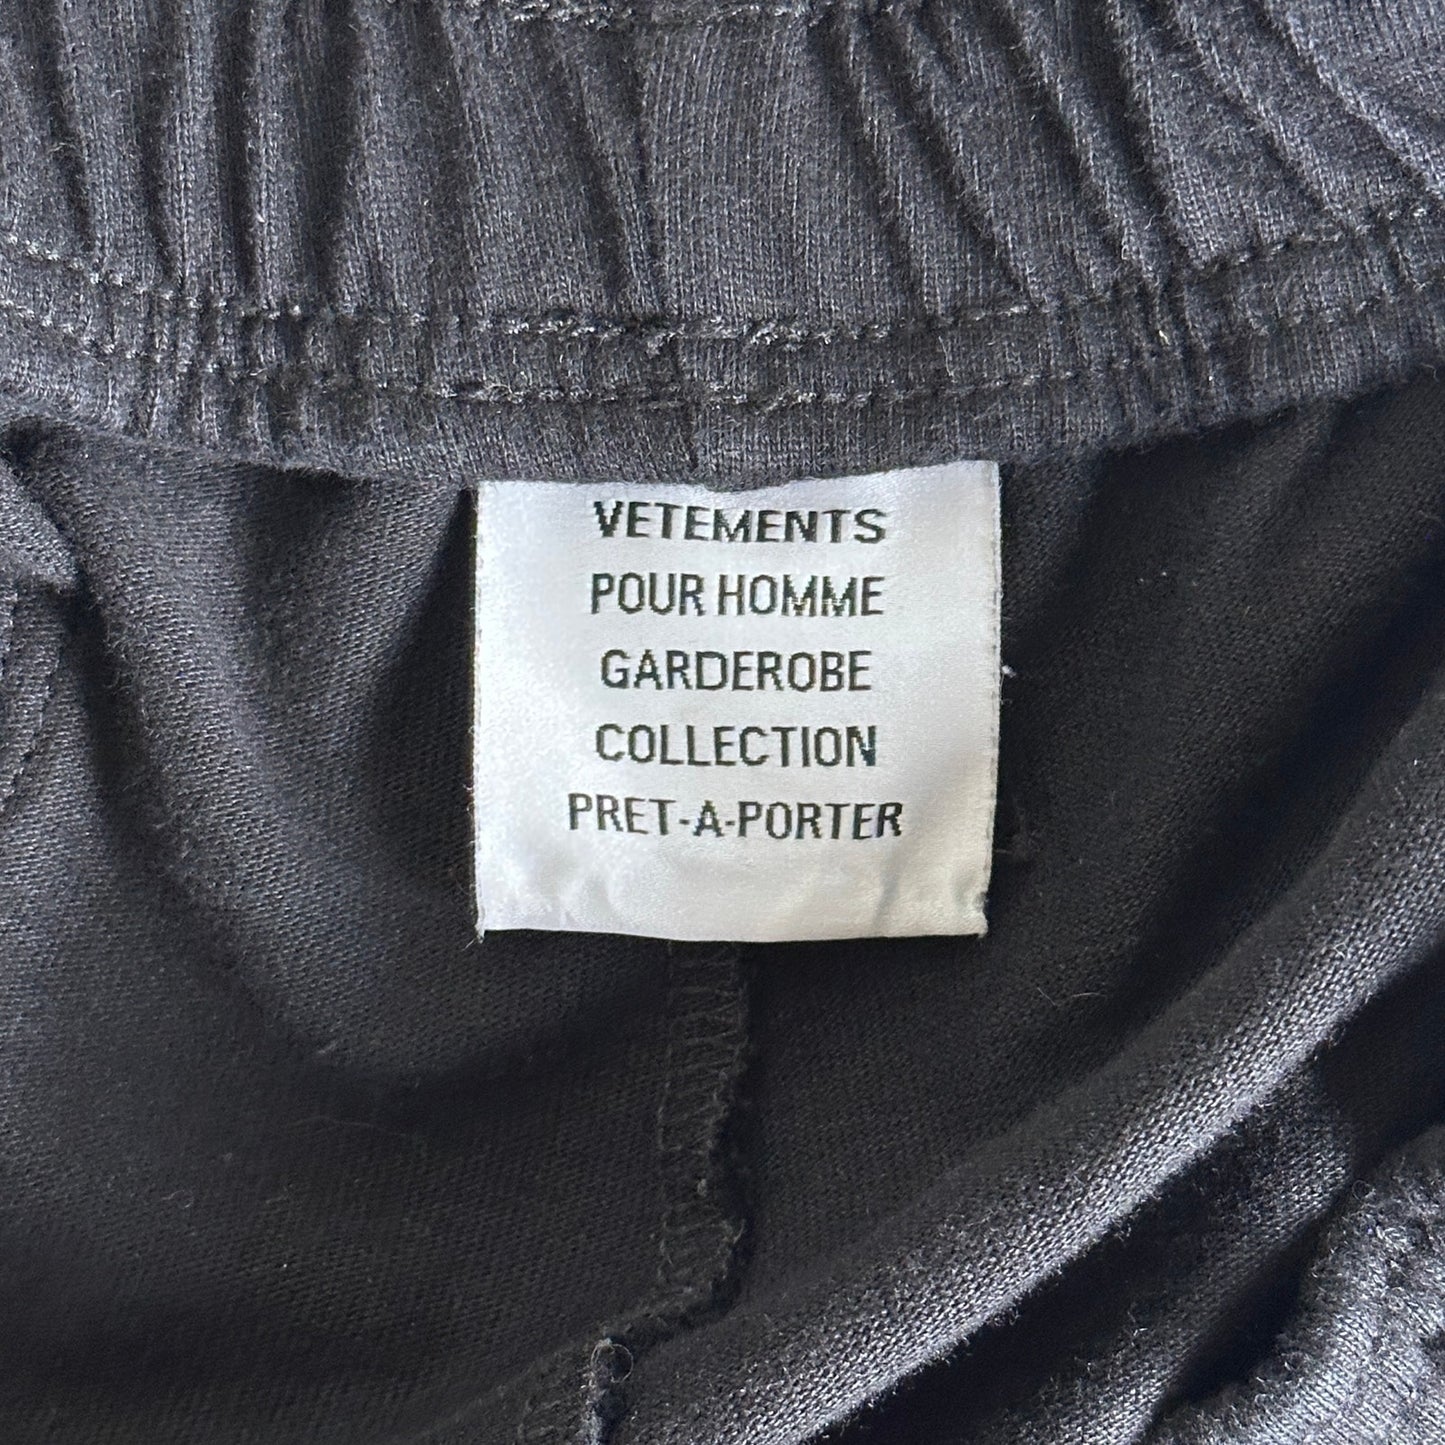 VETEMENTS
POUR HOMME
GARDEROBE
COLLECTION
PRET-A-PORTER